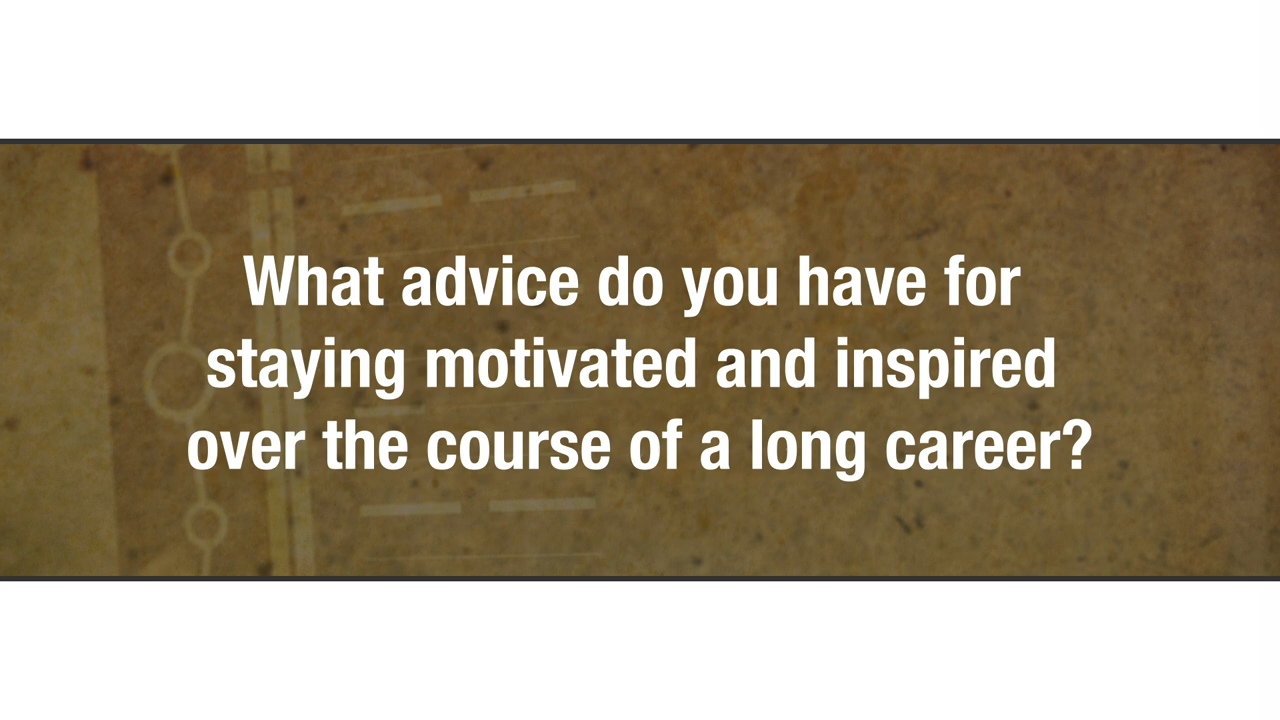 What advice do you have for
staying motivated and inspired
over the course of a long career?